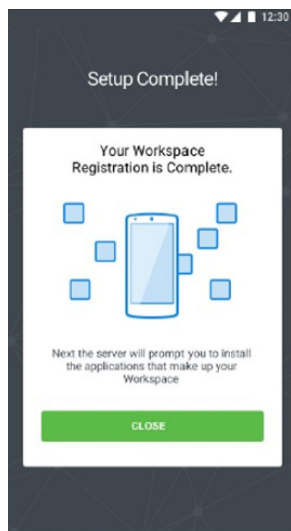 12:30
Setup Complete!
Your Workspace
Registration is Complete.
Next the server will prompt you to install
the applications that make up your
Workspace
CLOSE